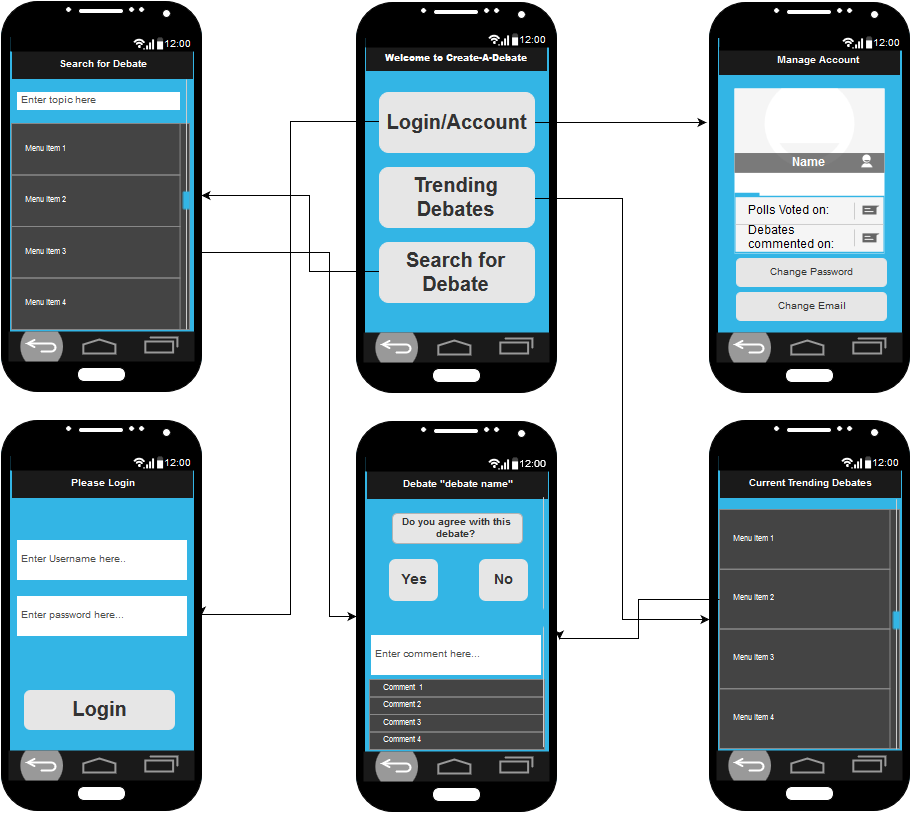 12:00
Search for Debate
Enter topic here
Menu Item 1
Menu Item 2
Menu Item 3
Menu Item 4
12:00
Welcome to Create-A-Debate
Login/Account
Trending
Debates
Search for
Debate
12:00
Manage Account
Name
Polls Voted on:
Debates
commented on:
Change Password
Change Email
12:00
Please Login
Enter Username here..
Enter password here...
Login
12:00
Debate "debate name"
Do you agree with this
debate?
Yes
No
Enter comment here...
Comment 1
Comment 2
Comment 3
Comment 4
12:00
Current Trending Debates
Menu Item 1
Menu Item 2
Menu Item 3
Menu Item 4